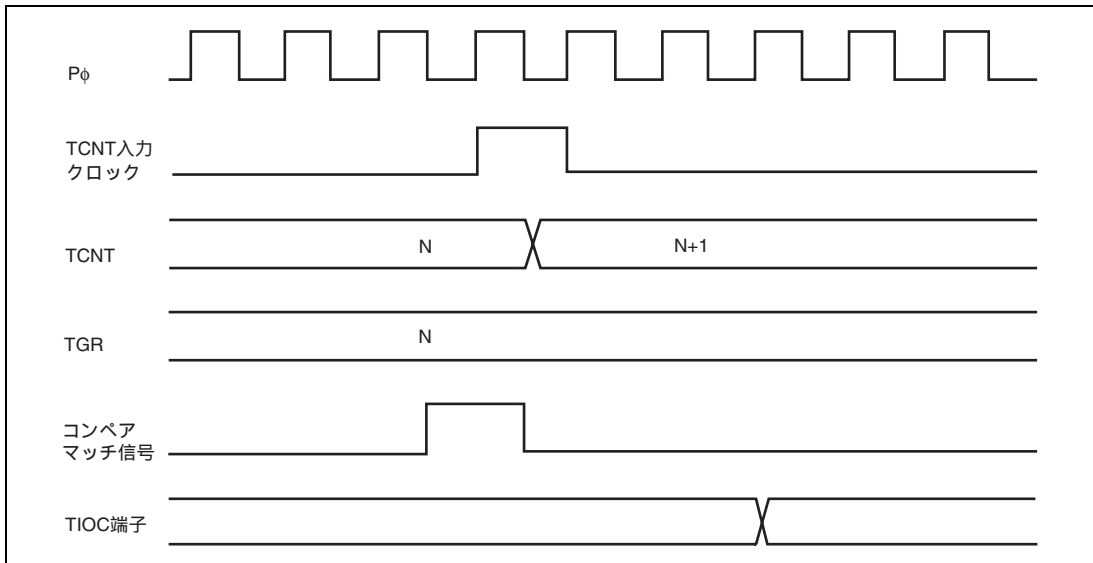 Pφ
TCNT入力
クロック
TCNT
N
N+1
TGR
N
コンペア
マッチ信号
TIOC端子